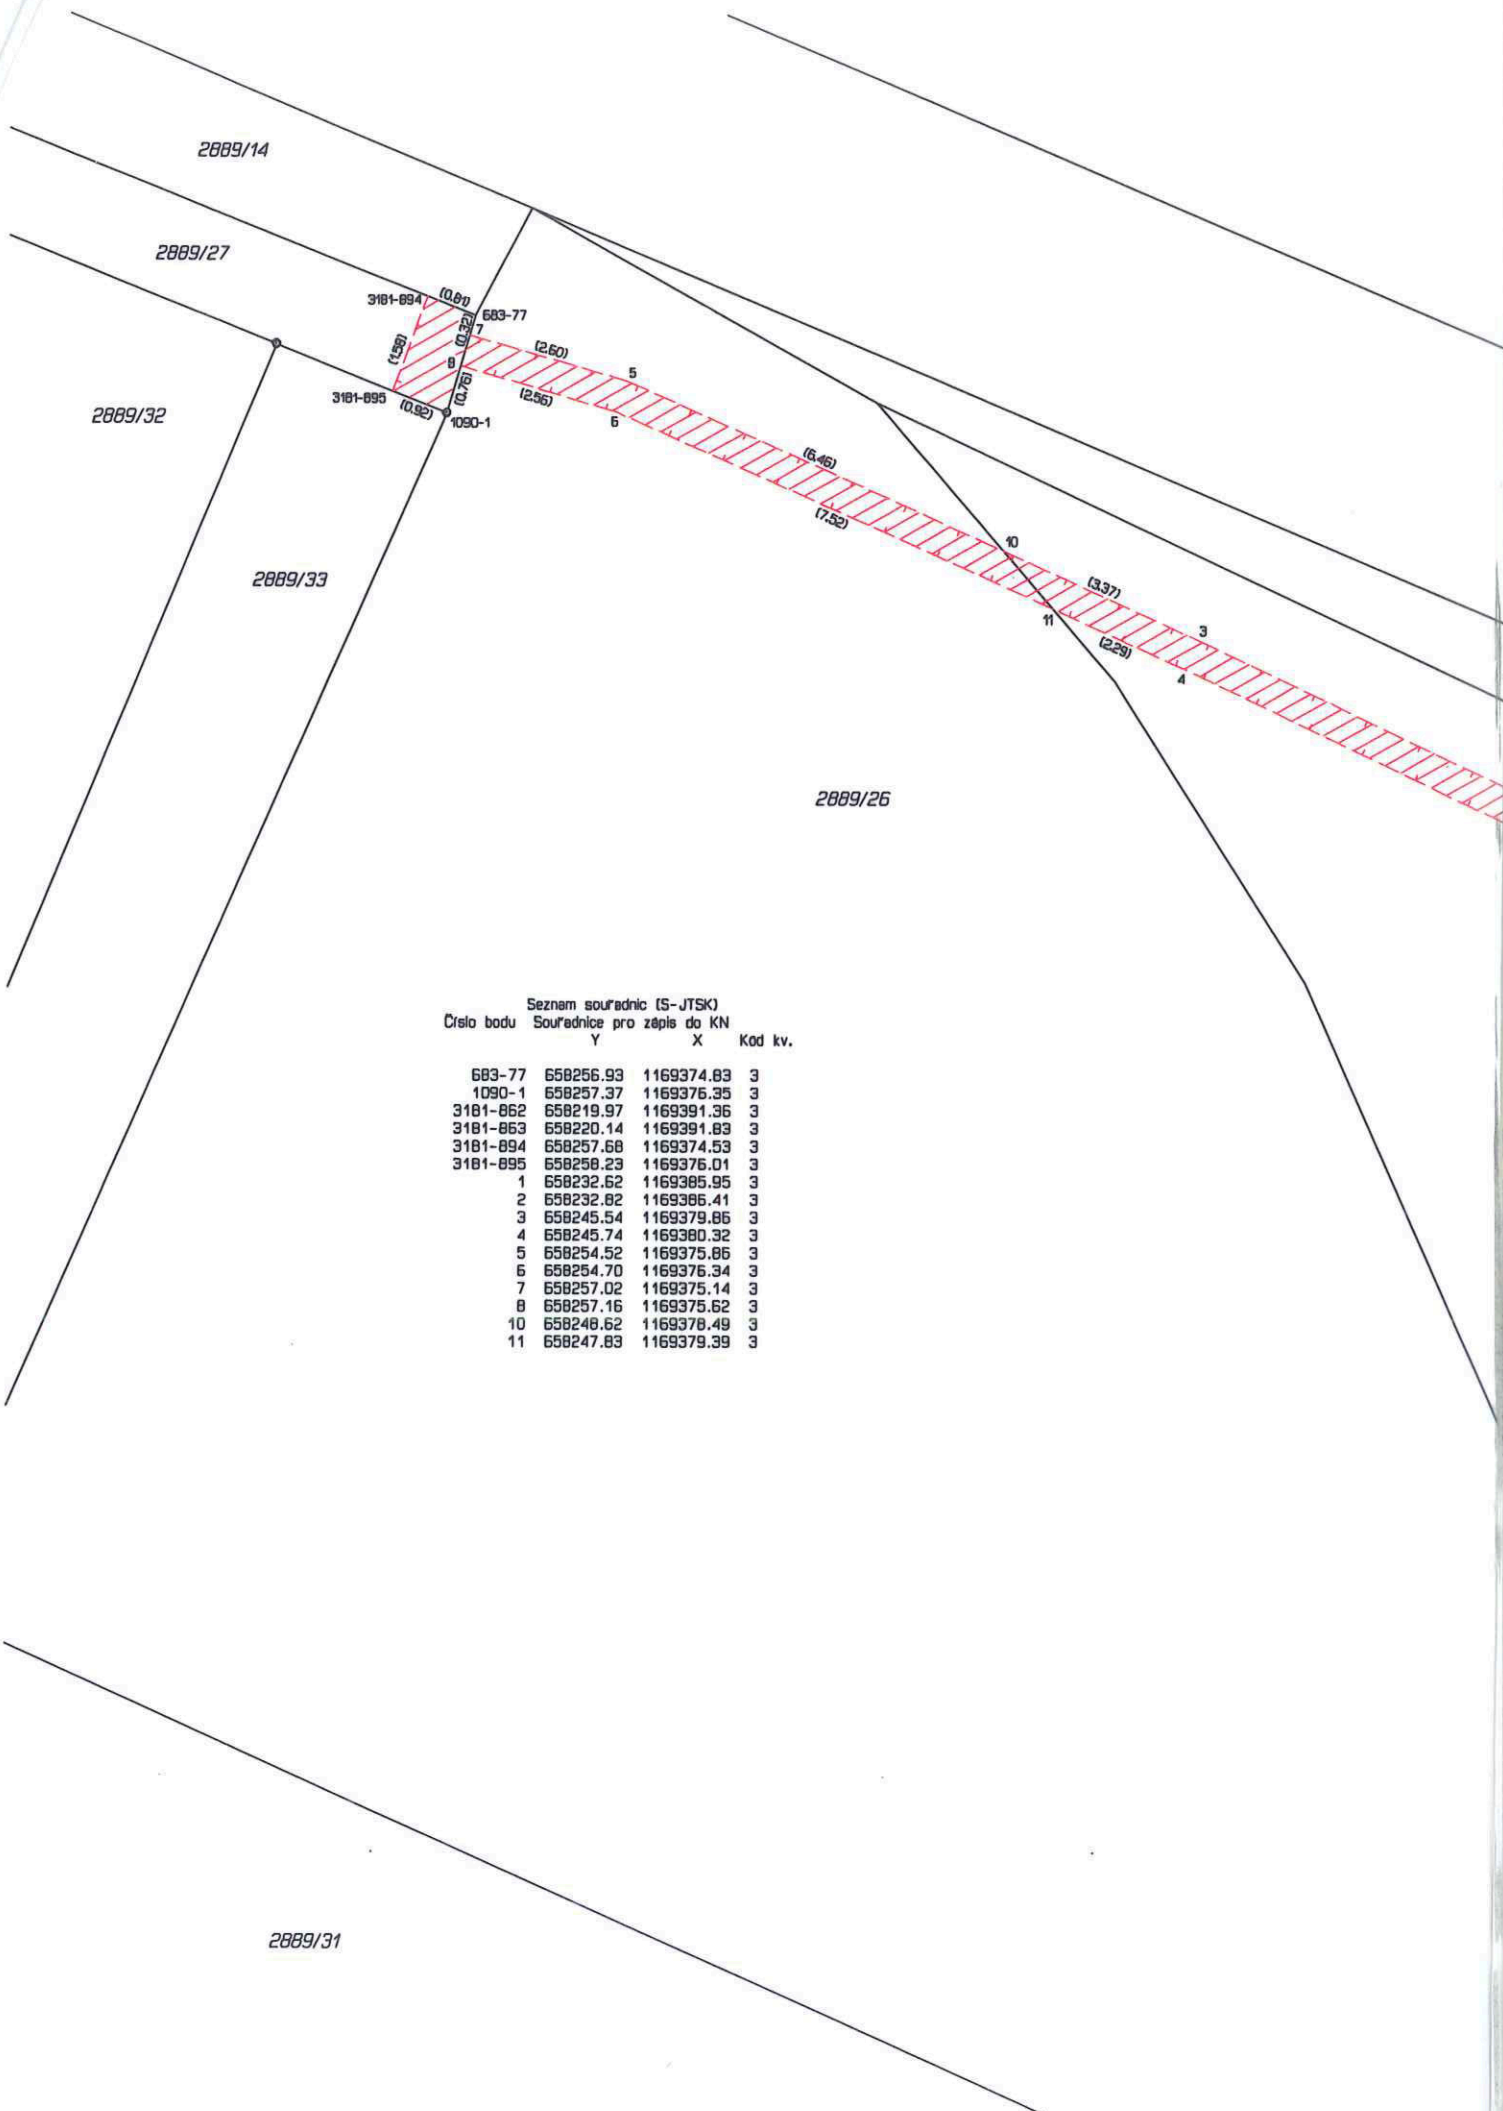 2889/14
2889/27
3181-894
(0.81)
683-77
(0.32)
7
(2.60)
(1.58)
8
5
3181-895
(0.92)
(0.76)
(2.56)
6
1090-1
2889/32
(6.46)
(7.52)
10
2889/33
(3.37)
11
3
(2.29)
4
2889/26
Seznam souřadnic (S-JTSK)
Číslo bodu Souřadnice pro zápis do KN
Y X Kód kv.
683-77 658256.93 1169374.83 3
1090-1 658257.37 1169376.35 3
3181-862 658219.97 1169391.36 3
3181-863 658220.14 1169391.83 3
3181-894 658257.68 1169374.53 3
3181-895 658258.23 1169376.01 3
1 658232.62 1169385.95 3
2 658232.82 1169386.41 3
3 658245.54 1169379.86 3
4 658245.74 1169380.32 3
5 658254.52 1169375.86 3
6 658254.70 1169376.34 3
7 658257.02 1169375.14 3
8 658257.16 1169375.62 3
10 658248.62 1169378.49 3
11 658247.83 1169379.39 3
2889/31